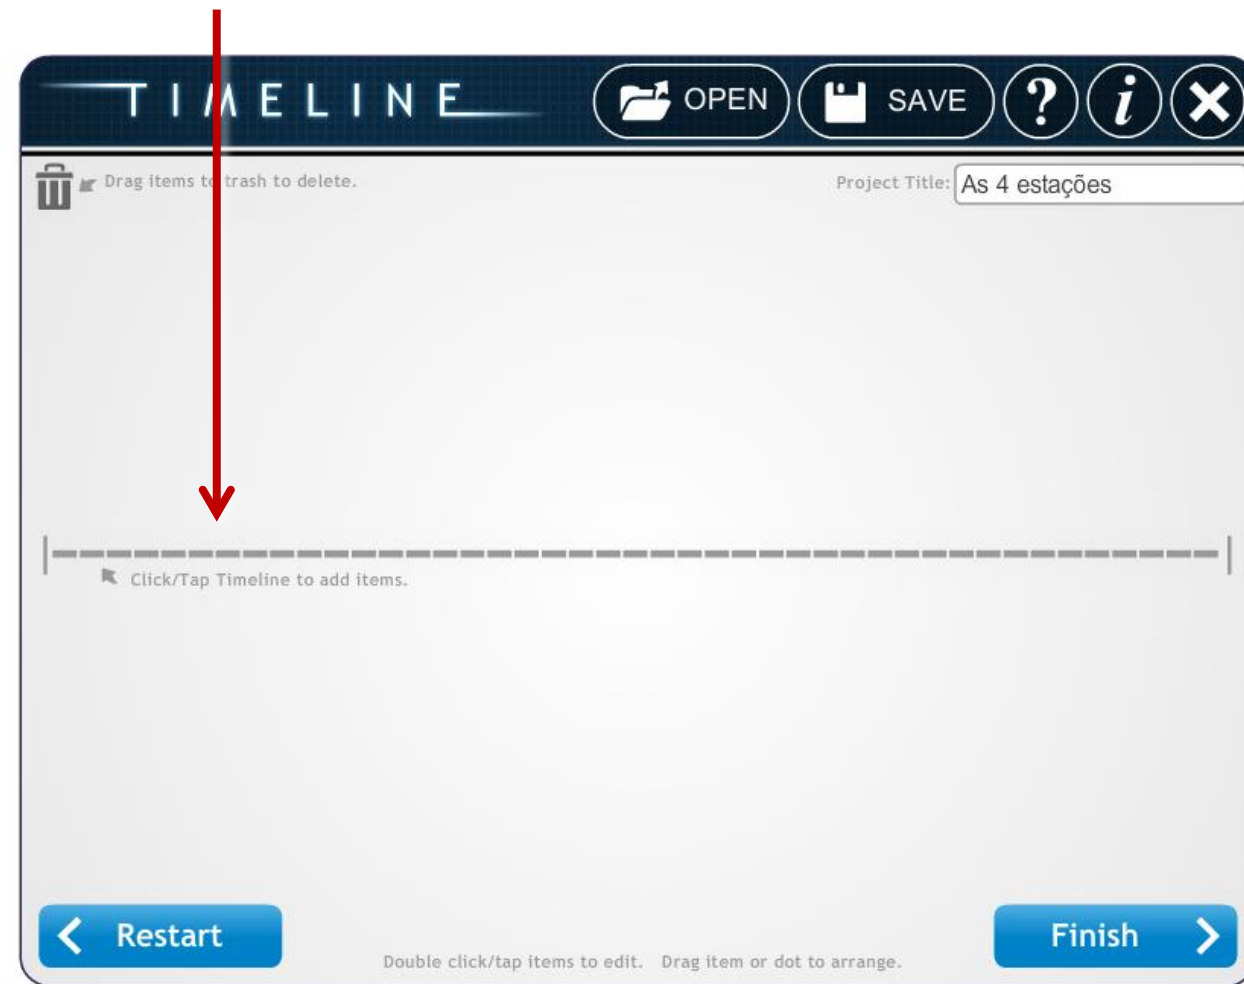 TIMELINE
OPEN
SAVE
?
i
Drag items to trash to delete.
Project Title: As 4 estações
Click/Tap Timeline to add items.
Restart
Finish
Double click/tap items to edit. Drag item or dot to arrange.